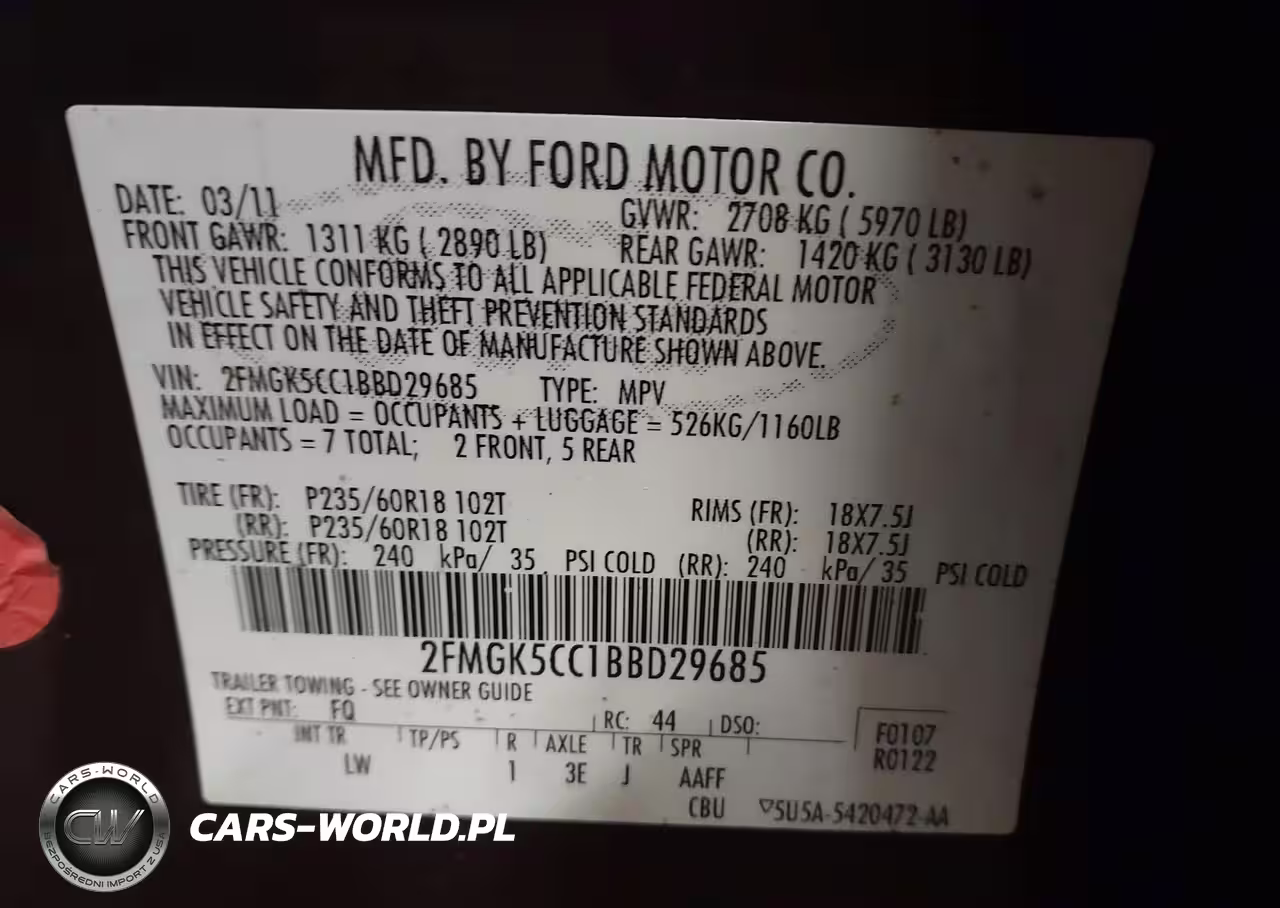 MFD. BY FORD MOTOR CO.
DATE: 03/11 GVWR: 2708 KG ( 5970 LB)
FRONT GAWR: 1311 KG ( 2890 LB) REAR GAWR: 1420 KG ( 3130 LB)
THIS VEHICLE CONFORMS TO ALL APPLICABLE FEDERAL MOTOR
VEHICLE SAFETY AND THEFT PREVENTION STANDARDS
IN EFFECT ON THE DATE OF MANUFACTURE SHOWN ABOVE.
VIN: 2FMGK5CC1BBD29685 TYPE: MPV
MAXIMUM LOAD = OCCUPANTS + LUGGAGE = 526KG/1160LB
OCCUPANTS = 7 TOTAL; 2 FRONT, 5 REAR
TIRE (FR): P235/60R18 102T RIMS (FR): 18X7.5J
(RR): P235/60R18 102T (RR): 18X7.5J
PRESSURE (FR): 240 kPa/ 35 PSI COLD (RR): 240 kPa/ 35 PSI COLD
2FMGK5CC1BBD29685
TRAILER TOWING - SEE OWNER GUIDE
EXT PNT: FQ RC: 44 DSO: F0107
INT TR TP/PS R AXLE TR SPR R0122
LW 1 3E J AAFF
CBU ▽5U5A-5420472-AA
CARS-WORLD
CW
BEZPOŚREDNI IMPORT Z USA
CARS-WORLD.PL